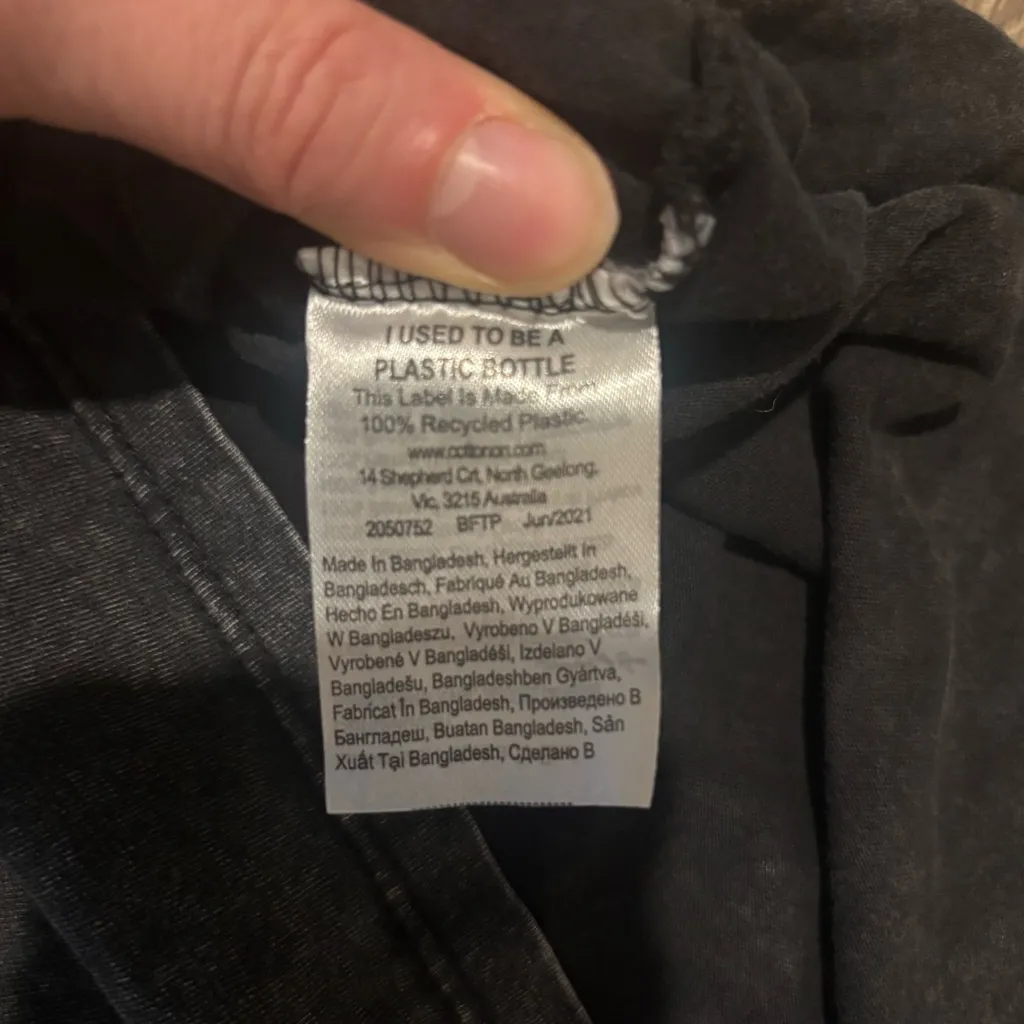 I USED TO BE A
PLASTIC BOTTLE
This Label Is Made From
100% Recycled Plastic.
www.cottonon.com
14 Shepherd Crt, North Geelong,
Vic, 3215 Australia
2050752 BFTP Jun/2021
Made In Bangladesh, Hergestellt In
Bangladesch, Fabriqué Au Bangladesh,
Hecho En Bangladesh, Wyprodukowane
W Bangladeszu, Vyrobeno V Bangladéši,
Vyrobené V Bangladéši, Izdelano V
Bangladešu, Bangladeshben Gyártva,
Fabricat În Bangladesh, Произведено В
Бангладеш, Buatan Bangladesh, Sản
Xuất Tại Bangladesh, Сделано В